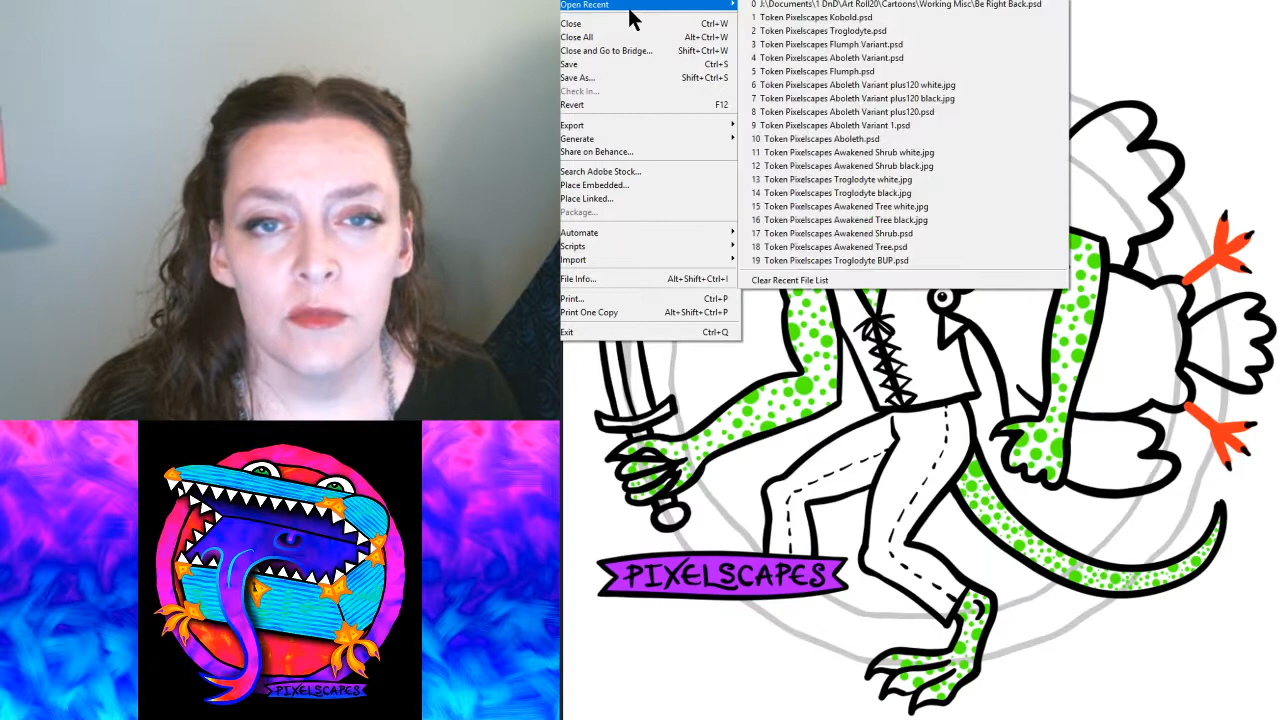 Open Recent
Close Ctrl+W
Close All Alt+Ctrl+W
Close and Go to Bridge... Shift+Ctrl+W
Save Ctrl+S
Save As... Shift+Ctrl+S
Check In...
Revert F12
Export
Generate
Share on Behance...
Search Adobe Stock...
Place Embedded...
Place Linked...
Package...
Automate
Scripts
Import
File Info... Alt+Shift+Ctrl+I
Print... Ctrl+P
Print One Copy Alt+Shift+Ctrl+P
Exit Ctrl+Q
0 J:\Documents\1 DnD\Art Roll20\Cartoons\Working Misc\Be Right Back.psd
1 Token Pixelscapes Kobold.psd
2 Token Pixelscapes Troglodyte.psd
3 Token Pixelscapes Flumph Variant.psd
4 Token Pixelscapes Aboleth Variant.psd
5 Token Pixelscapes Flumph.psd
6 Token Pixelscapes Aboleth Variant plus120 white.jpg
7 Token Pixelscapes Aboleth Variant plus120 black.jpg
8 Token Pixelscapes Aboleth Variant plus120.psd
9 Token Pixelscapes Aboleth Variant 1.psd
10 Token Pixelscapes Aboleth.psd
11 Token Pixelscapes Awakened Shrub white.jpg
12 Token Pixelscapes Awakened Shrub black.jpg
13 Token Pixelscapes Troglodyte white.jpg
14 Token Pixelscapes Troglodyte black.jpg
15 Token Pixelscapes Awakened Tree white.jpg
16 Token Pixelscapes Awakened Tree black.jpg
17 Token Pixelscapes Awakened Shrub.psd
18 Token Pixelscapes Awakened Tree.psd
19 Token Pixelscapes Troglodyte BUP.psd
Clear Recent File List
PIXELSCAPES
PIXELSCAPES